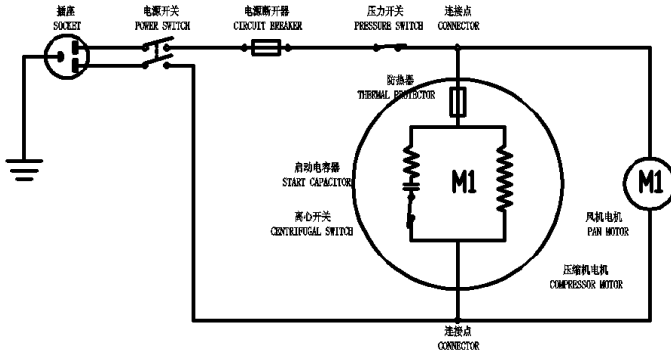 插座
SOCKET
电源开关
POWER SWITCH
电源断开器
CIRCUIT BREAKER
压力开关
PRESSURE SWITCH
连接点
CONNECTOR
防热器
THERMAL PROTECTOR
启动电容器
START CAPACITOR
M1
M1
离心开关
CENTRIFUGAL SWITCH
风机电机
PAN MOTOR
压缩机电机
COMPRESSOR MOTOR
连接点
CONNECTOR